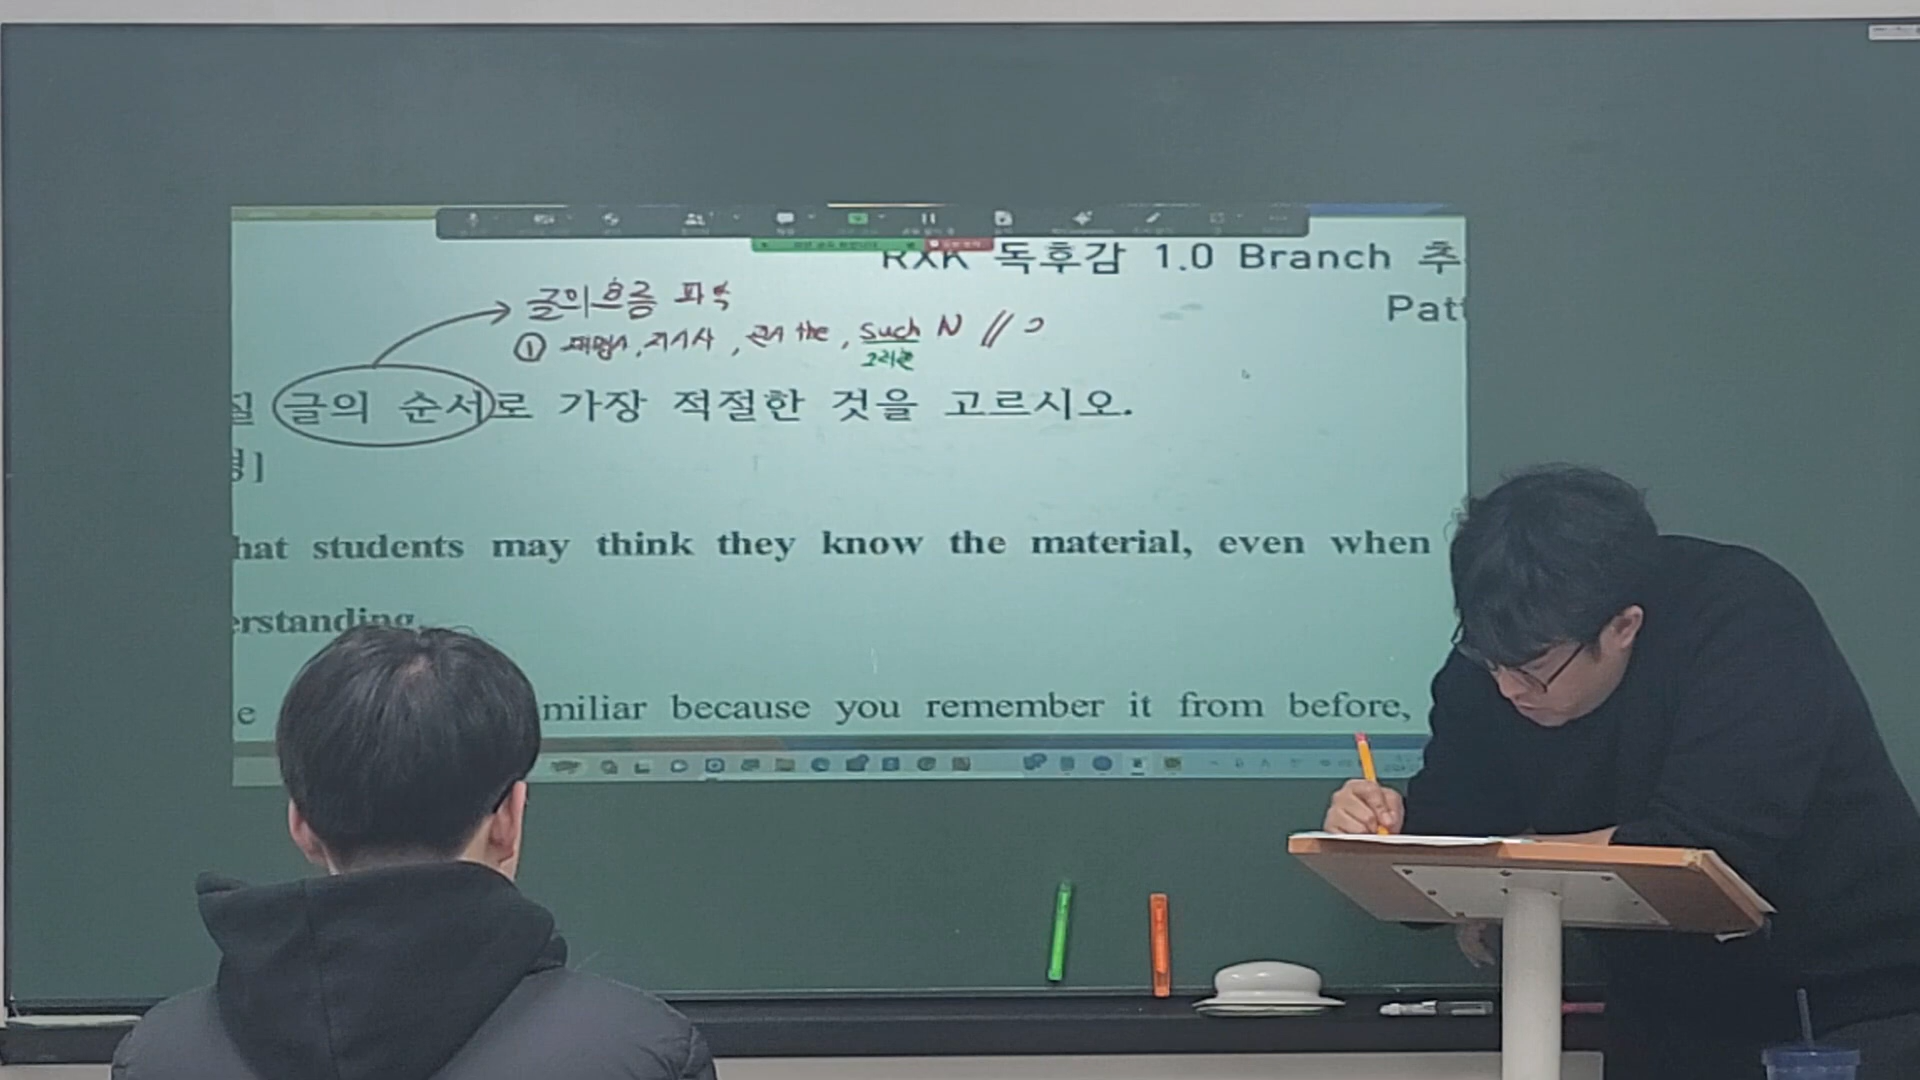 RXK 독후감 1.0 Branch 추
Pat
글의 흐름 파악
① 대명사, 지시사, 관사 the, such N //
그러한
글의 순서로 가장 적절한 것을 고르시오.
hat students may think they know the material, even when
erstanding.
e miliar because you remember it from before,